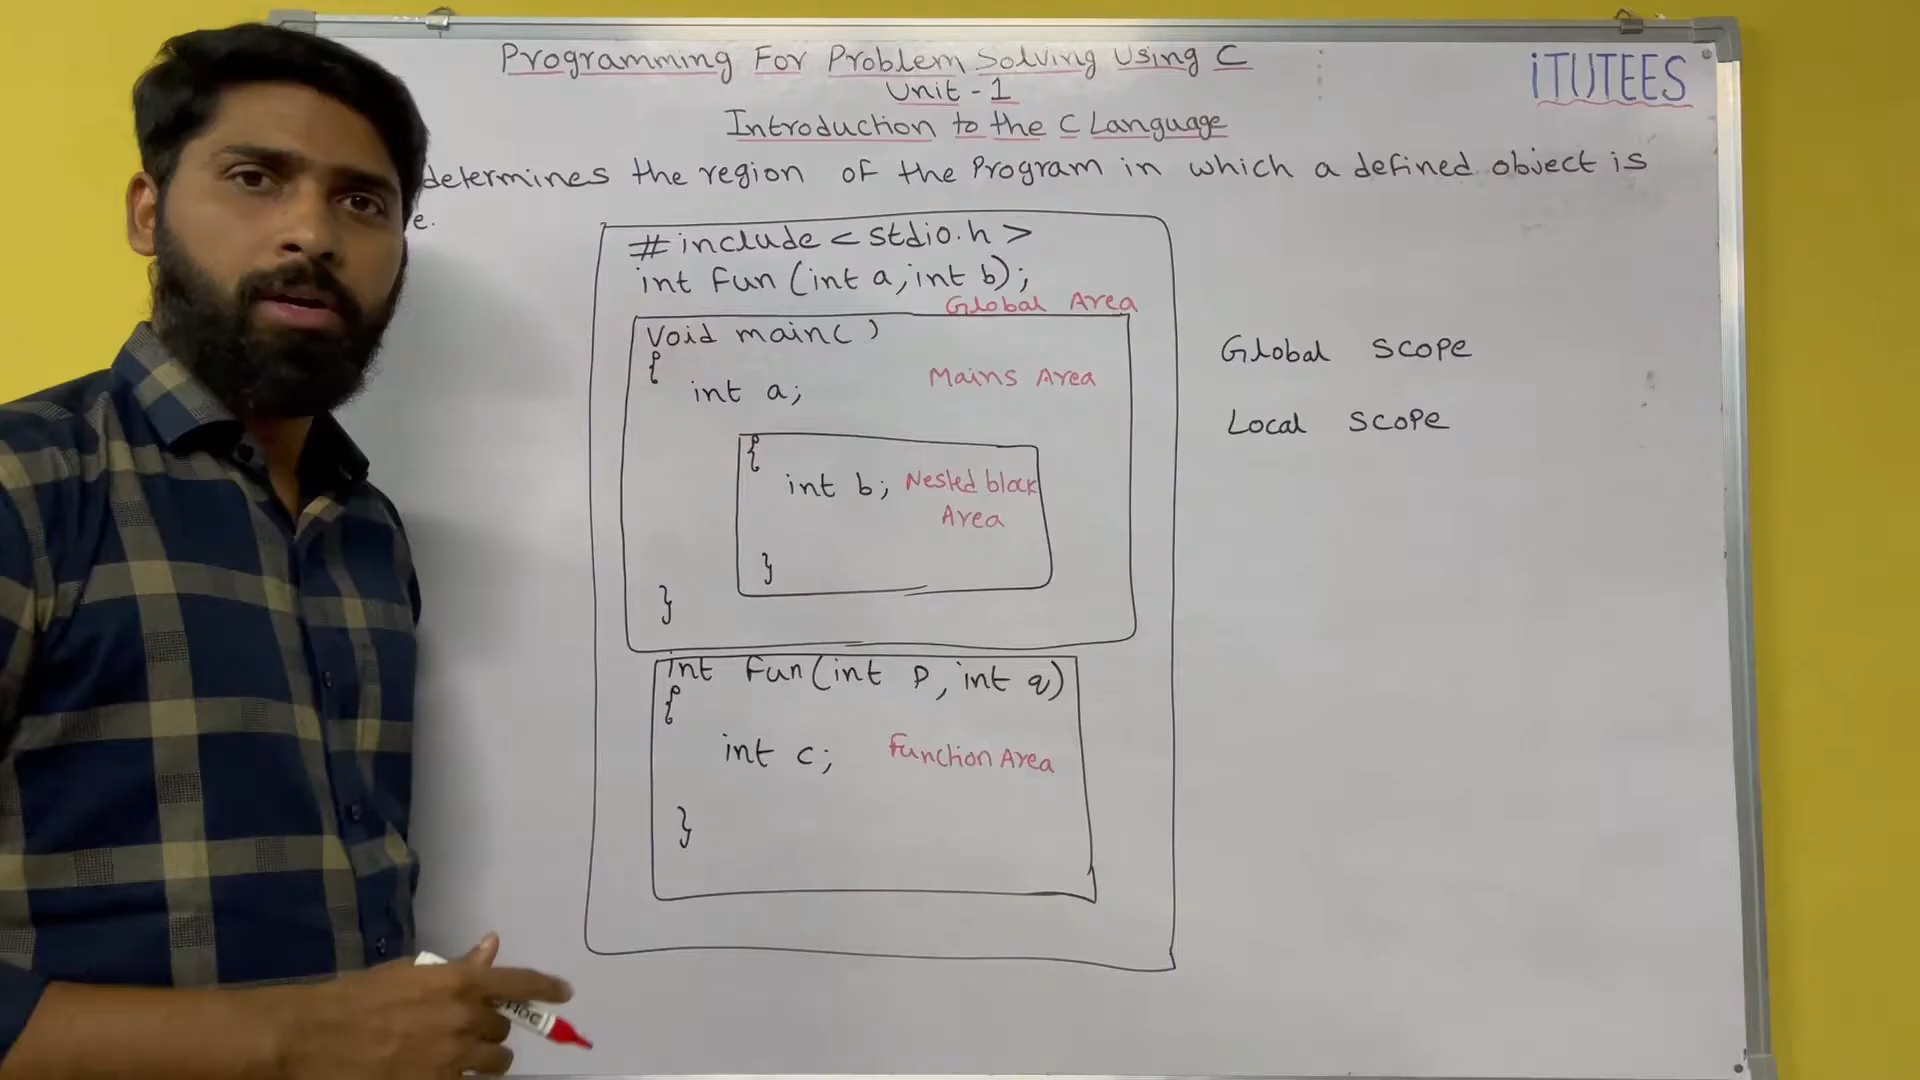 Programming For Problem Solving Using C
iTUTEES
Unit - 1
Introduction to the C Language
determines the region of the Program in which a defined object is
e.
#include < stdio.h >
int fun (int a, int b);
Global Area
Void main( )
{
int a;
Mains Area
{
int b; Nested block
Area
}
}
int fun(int p, int q)
{
int c; Function Area
}
Global Scope
Local Scope